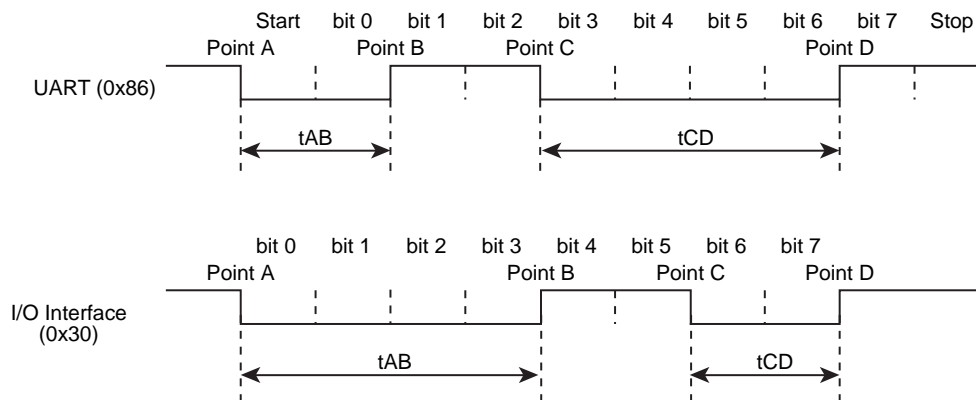 Start bit 0 bit 1 bit 2 bit 3 bit 4 bit 5 bit 6 bit 7 Stop
Point A Point B Point C Point D
UART (0x86)
tAB tCD
bit 0 bit 1 bit 2 bit 3 bit 4 bit 5 bit 6 bit 7
Point A Point B Point C Point D
I/O Interface
(0x30)
tAB tCD